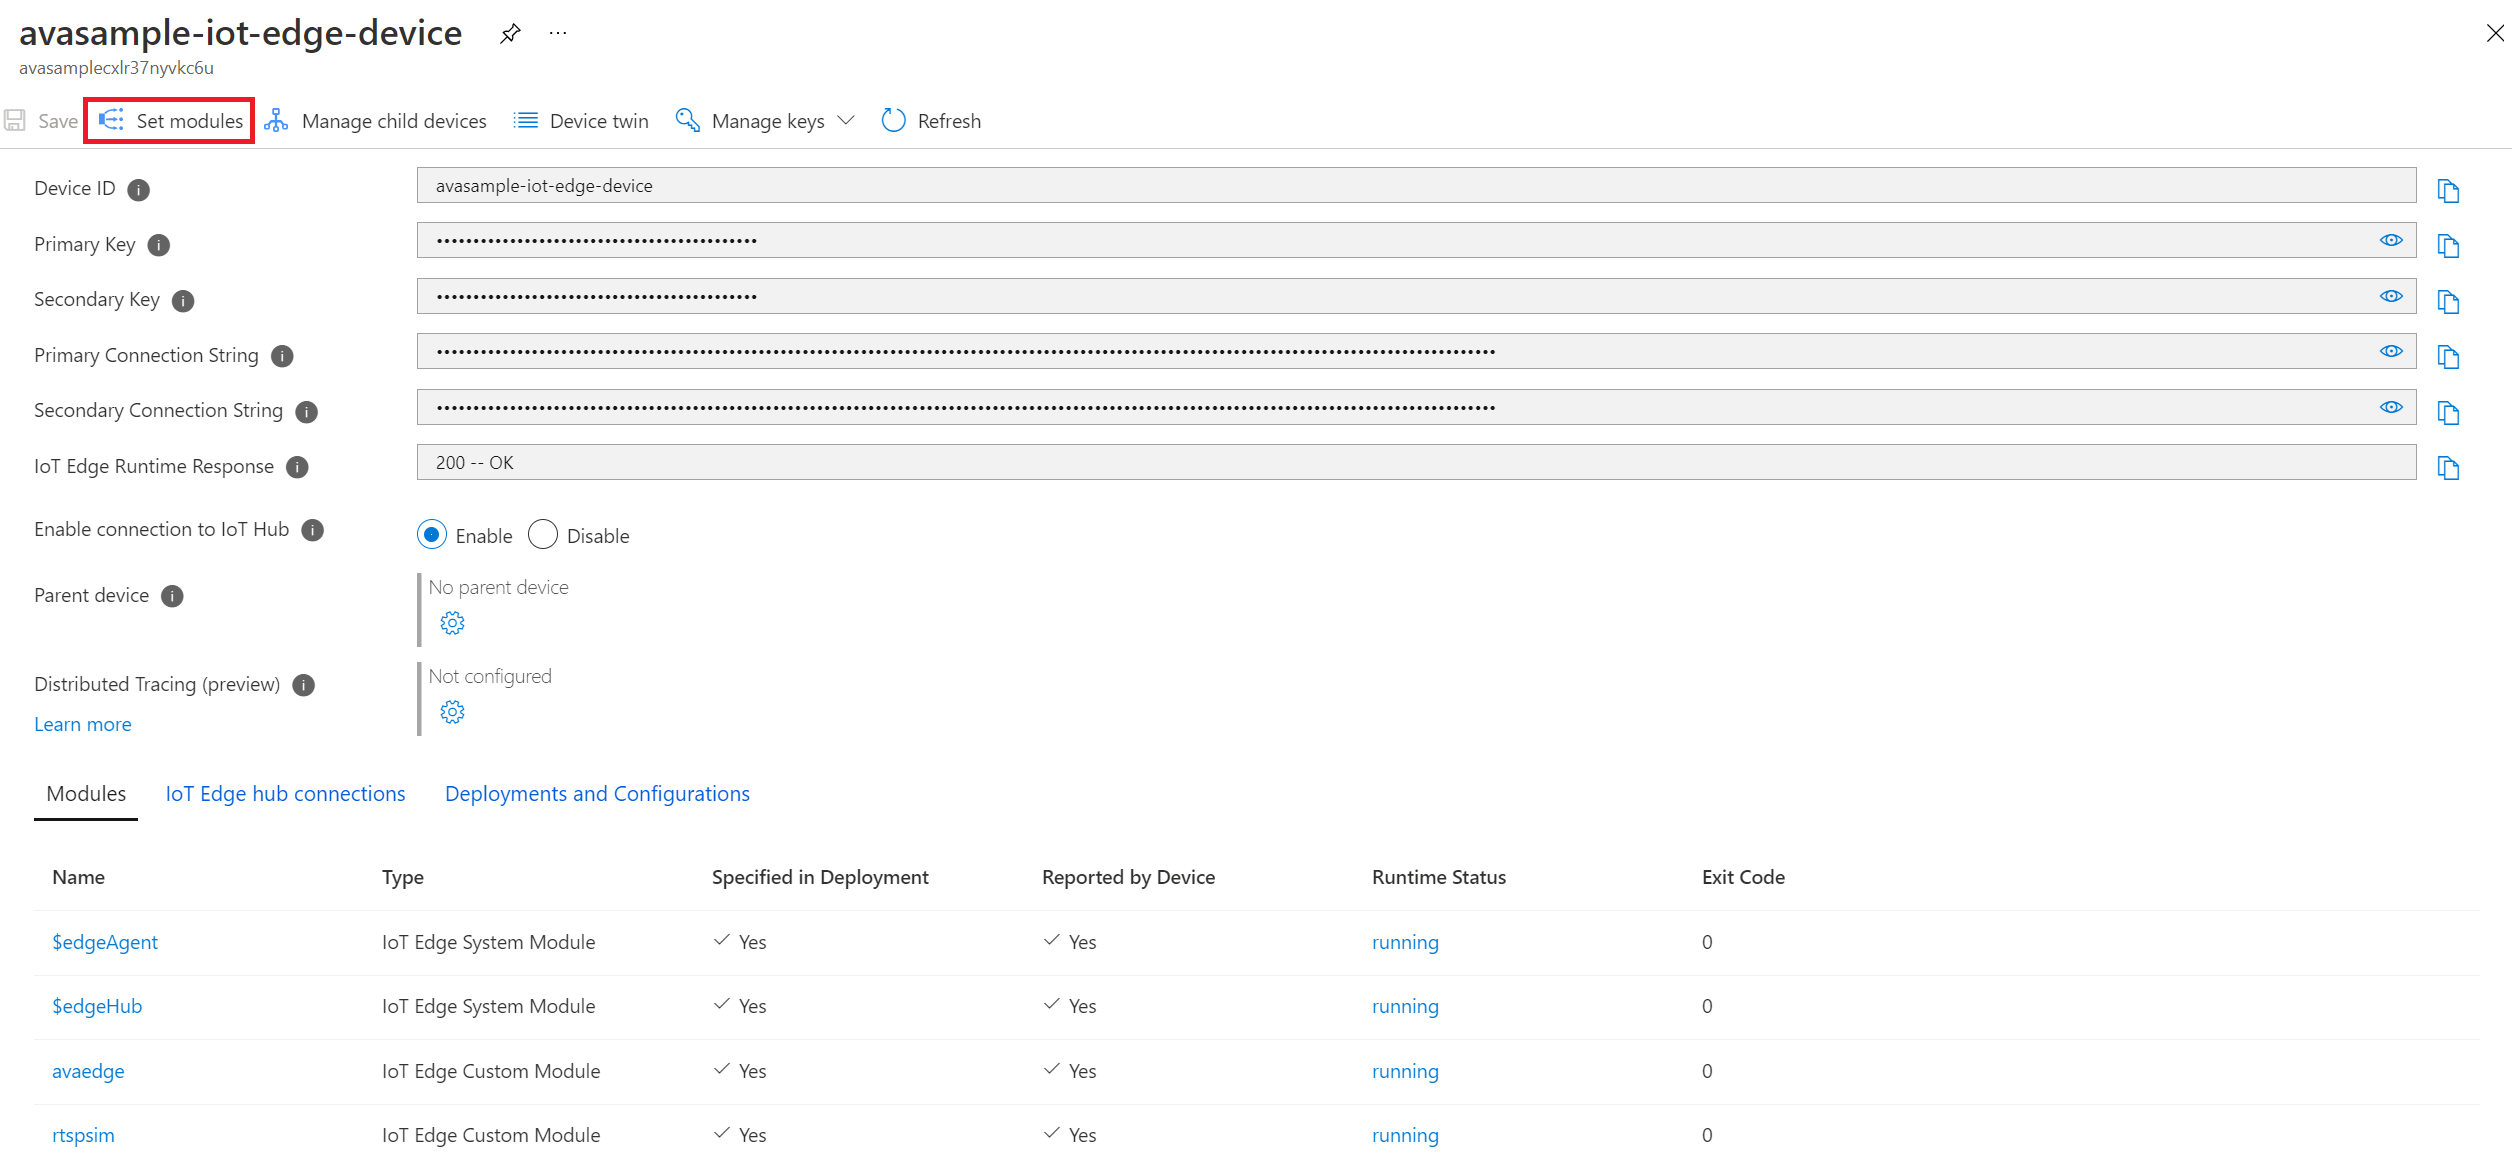 avasample-iot-edge-device
avasamplecxlr37nyvkc6u
Save Set modules Manage child devices Device twin Manage keys Refresh
Device ID avasample-iot-edge-device
Primary Key
Secondary Key
Primary Connection String
Secondary Connection String
IoT Edge Runtime Response 200 -- OK
Enable connection to IoT Hub Enable Disable
Parent device No parent device
Distributed Tracing (preview) Not configured
Learn more
Modules IoT Edge hub connections Deployments and Configurations
Name Type Specified in Deployment Reported by Device Runtime Status Exit Code
$edgeAgent IoT Edge System Module Yes Yes running 0
$edgeHub IoT Edge System Module Yes Yes running 0
avaedge IoT Edge Custom Module Yes Yes running 0
rtspsim IoT Edge Custom Module Yes Yes running 0